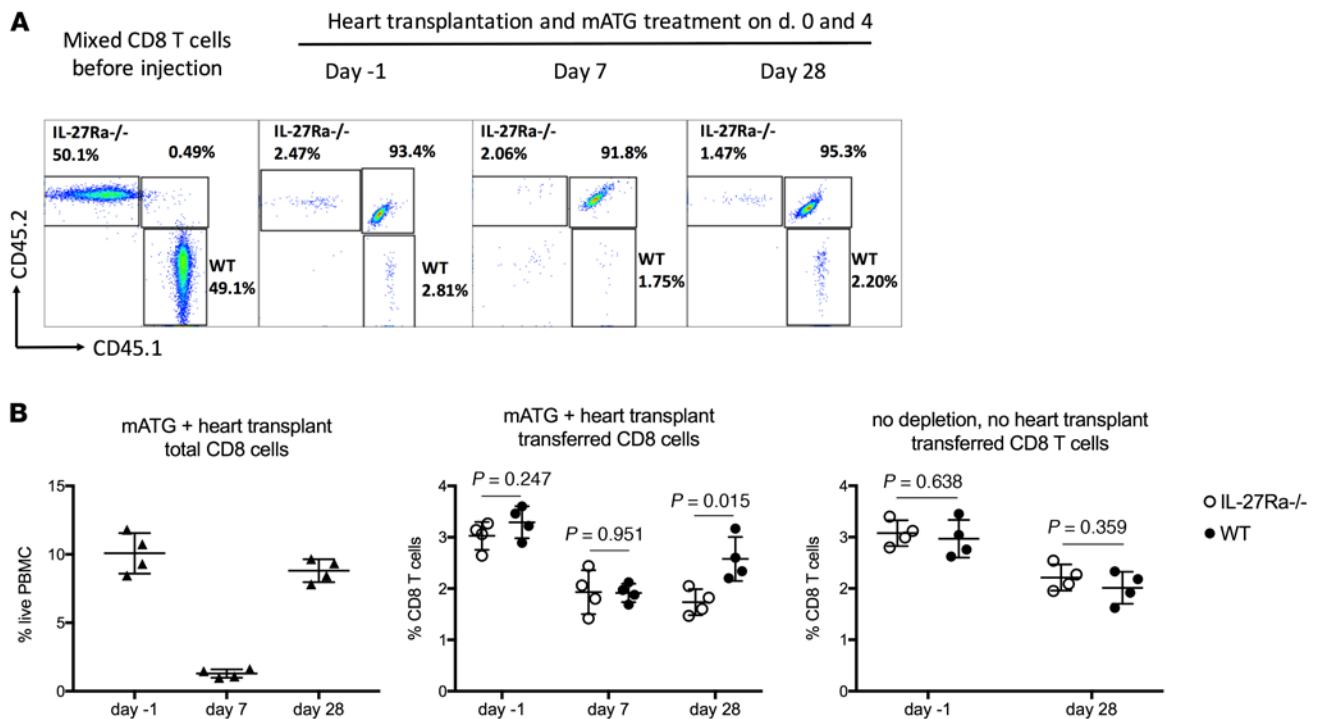 A
Heart transplantation and mATG treatment on d. 0 and 4
Mixed CD8 T cells
before injection
Day -1
Day 7
Day 28
IL-27Ra-/-
50.1%
0.49%
WT
49.1%
IL-27Ra-/-
2.47%
93.4%
WT
2.81%
IL-27Ra-/-
2.06%
91.8%
WT
1.75%
IL-27Ra-/-
1.47%
95.3%
WT
2.20%
CD45.2
CD45.1
B
mATG + heart transplant
total CD8 cells
% live PBMC
15
10
5
0
day -1
day 7
day 28
mATG + heart transplant
transferred CD8 cells
% CD8 T cells
4
3
2
1
0
P = 0.247
P = 0.951
P = 0.015
day -1
day 7
day 28
no depletion, no heart transplant
transferred CD8 T cells
% CD8 T cells
4
3
2
1
0
P = 0.638
P = 0.359
day -1
day 28
IL-27Ra-/-
WT